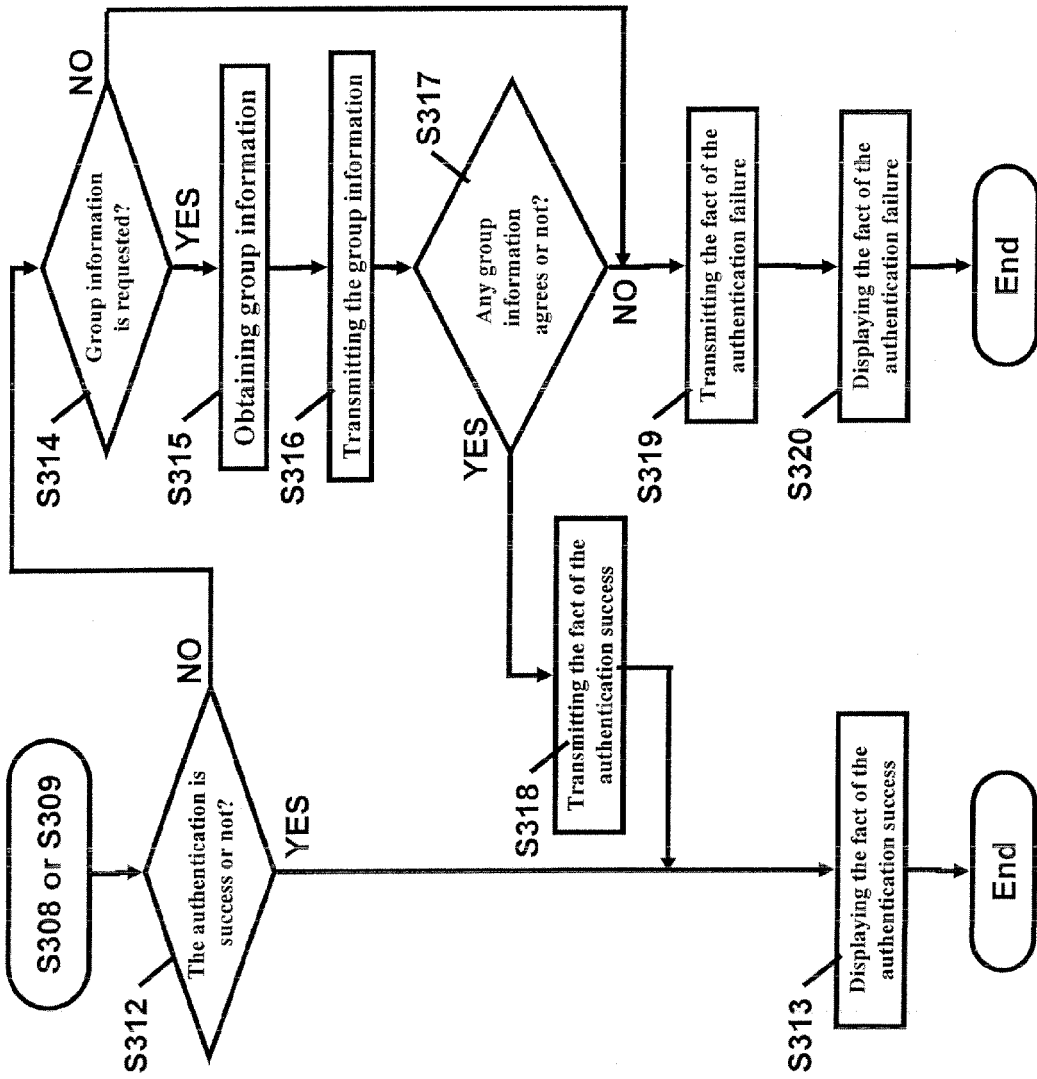 S308 or S309
S312
The authentication is
success or not?
NO
YES
S314
Group information
is requested?
NO
YES
S315
Obtaining group information
S316
Transmitting the group information
S317
Any group
information
agrees or not?
YES
NO
S318
Transmitting the fact of the
authentication success
S319
Transmitting the fact of the
authentication failure
S320
Displaying the fact of the
authentication failure
End
S313
Displaying the fact of the
authentication success
End